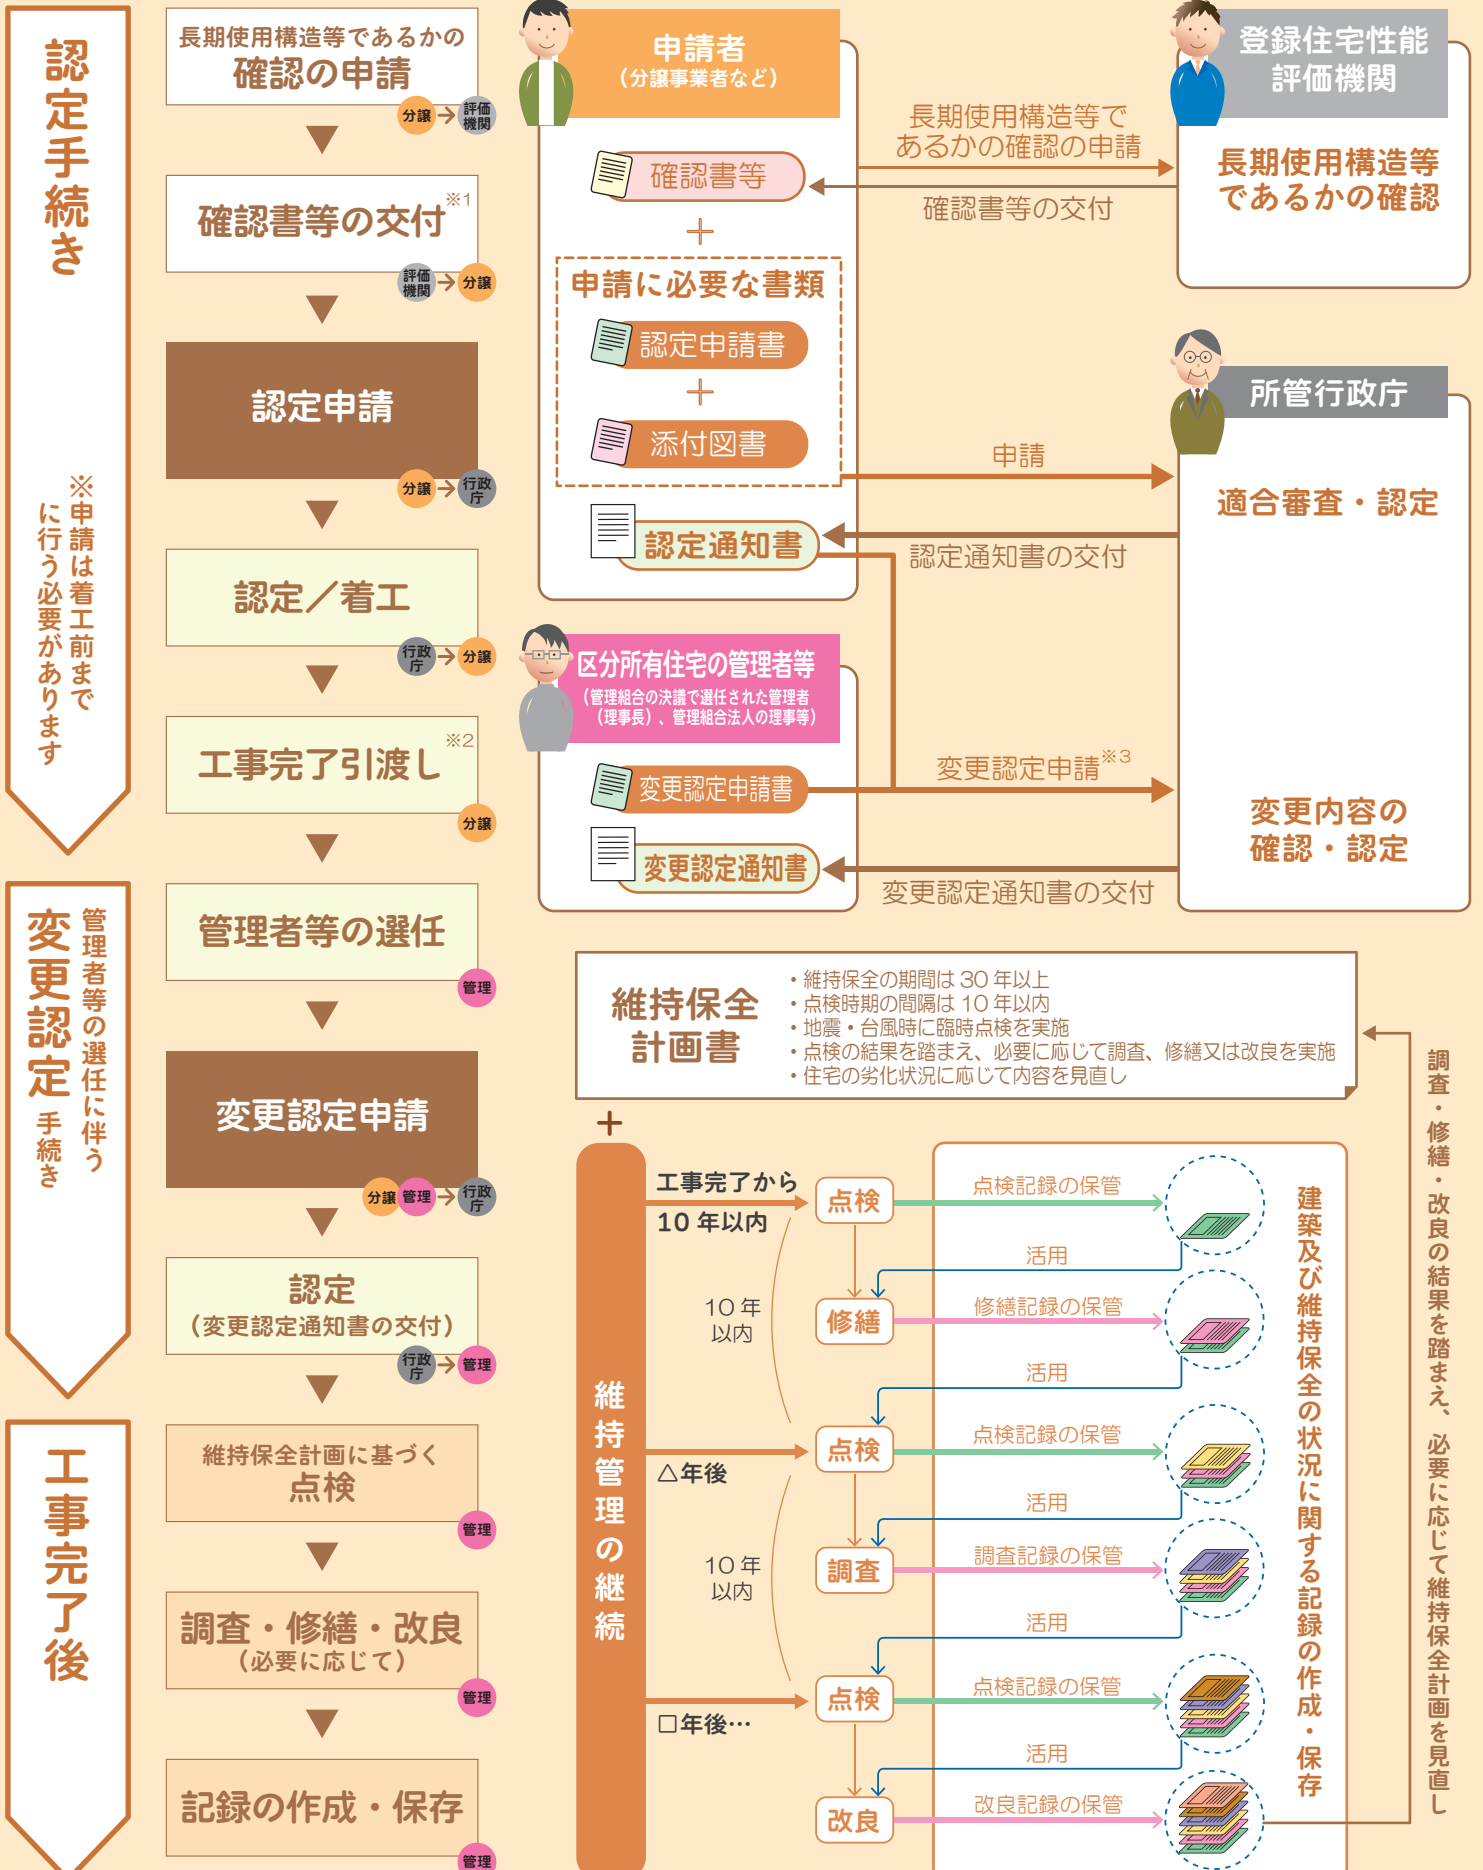 認定手続き
※申請は着工前まで
に行う必要があります
長期使用構造等であるかの
確認の申請
分譲
評価
機関
確認書等の交付※1
評価
機関
分譲
認定申請
分譲
行政
庁
認定／着工
行政
庁
分譲
工事完了引渡し※2
分譲
管理者等の選任に伴う
変更認定手続き
管理者等の選任
管理
変更認定申請
分譲
管理
行政
庁
認定
（変更認定通知書の交付）
行政
庁
管理
工事完了後
維持保全計画に基づく
点検
管理
調査・修繕・改良
（必要に応じて）
管理
記録の作成・保存
管理
申請者
（分譲事業者など）
確認書等
＋
申請に必要な書類
認定申請書
＋
添付図書
認定通知書
長期使用構造等で
あるかの確認の申請
確認書等の交付
登録住宅性能
評価機関
長期使用構造等
であるかの確認
申請
認定通知書の交付
所管行政庁
適合審査・認定
区分所有住宅の管理者等
（管理組合の決議で選任された管理者
（理事長）、管理組合法人の理事等）
変更認定申請書
変更認定通知書
変更認定申請※3
変更認定通知書の交付
変更内容の
確認・認定
維持保全
計画書
・維持保全の期間は 30 年以上
・点検時期の間隔は 10 年以内
・地震・台風時に臨時点検を実施
・点検の結果を踏まえ、必要に応じて調査、修繕又は改良を実施
・住宅の劣化状況に応じて内容を見直し
＋
維持管理の継続
工事完了から
10 年以内
点検
点検記録の保管
活用
10 年
以内
修繕
修繕記録の保管
活用
△年後
点検
点検記録の保管
活用
10 年
以内
調査
調査記録の保管
活用
□年後…
点検
点検記録の保管
活用
改良
改良記録の保管
建築及び維持保全の状況に関する記録の作成・保存
調査・修繕・改良の結果を踏まえ、必要に応じて維持保全計画を見直し